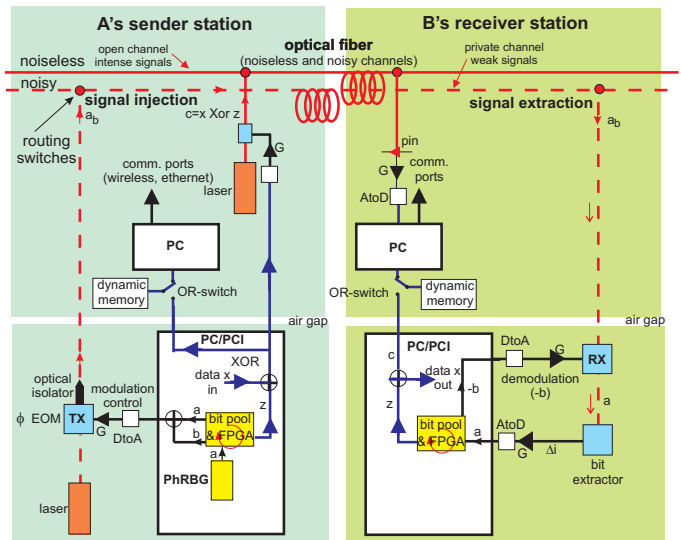 A's sender station
B's receiver station
noiseless
open channel
intense signals
optical fiber
(noiseless and noisy channels)
private channel
weak signals
noisy
signal injection
signal extraction
c=x Xor z
a_b
a_b
routing
switches
G
pin
comm. ports
(wireless, ethernet)
laser
G
comm.
ports
AtoD
PC
PC
dynamic
memory
OR-switch
OR-switch
dynamic
memory
air gap
air gap
PC/PCI
XOR
data x
in
z
optical
isolator
modulation
control
ϕ EOM
TX
G
DtoA
a
b
bit pool
& FPGA
a
PhRBG
laser
PC/PCI
c
data x
out
-b
z
bit pool
& FPGA
a
DtoA
G
RX
demodulation
(-b)
a
AtoD
G
Δi
bit
extractor